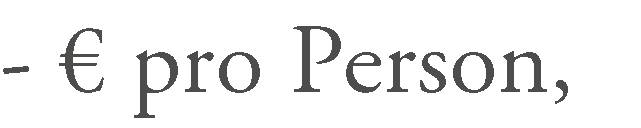 - € pro Person,